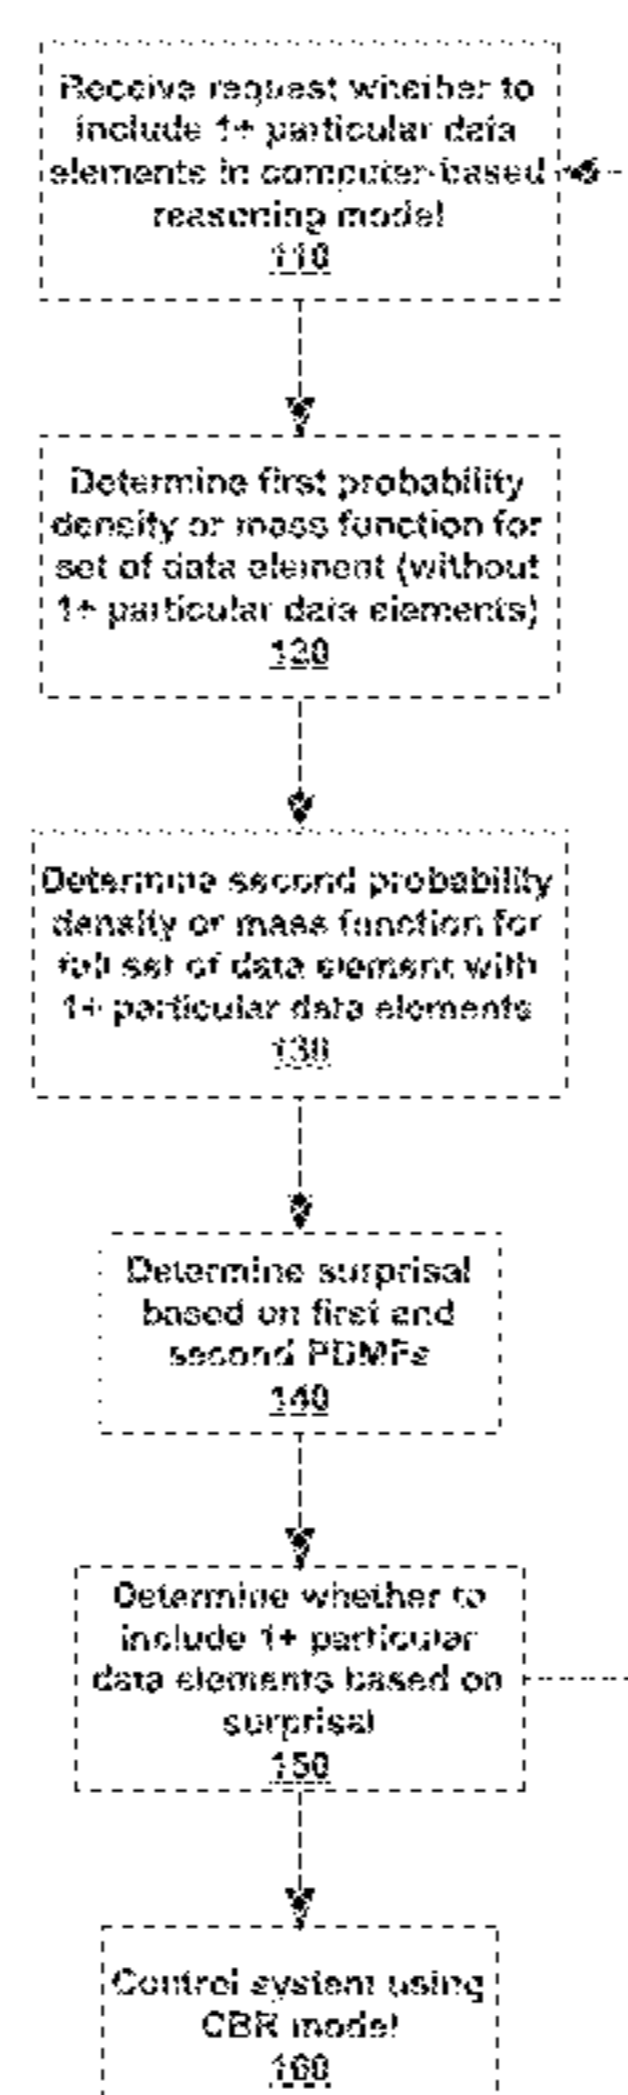 Receive request whether to
include 1+ particular data
elements in computer-based
reasoning model
110
Determine first probability
density or mass function for
set of data element (without
1+ particular data elements)
120
Determine second probability
density or mass function for
full set of data element with
1+ particular data elements
130
Determine surprisal
based on first and
second PDMFs
140
Determine whether to
include 1+ particular
data elements based on
surprisal
150
Control system using
CBR model
160